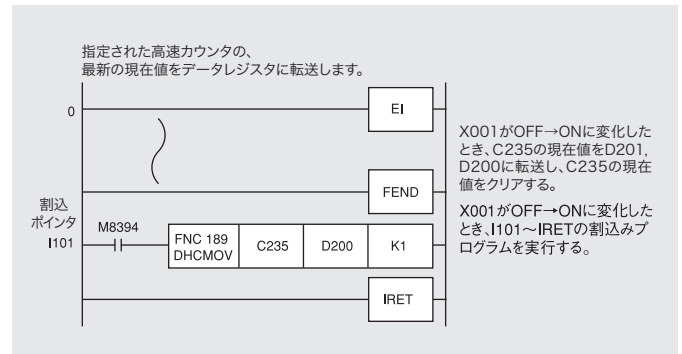 指定された高速カウンタの、
最新の現在値をデータレジスタに転送します。
0
EI
X001がOFF→ONに変化した
とき、C235の現在値をD201,
D200に転送し、C235の現在
値をクリアする。
FEND
X001がOFF→ONに変化した
とき、I101～IRETの割込みプ
ログラムを実行する。
割込
ポインタ
I101
M8394
FNC 189
DHCMOV
C235
D200
K1
IRET